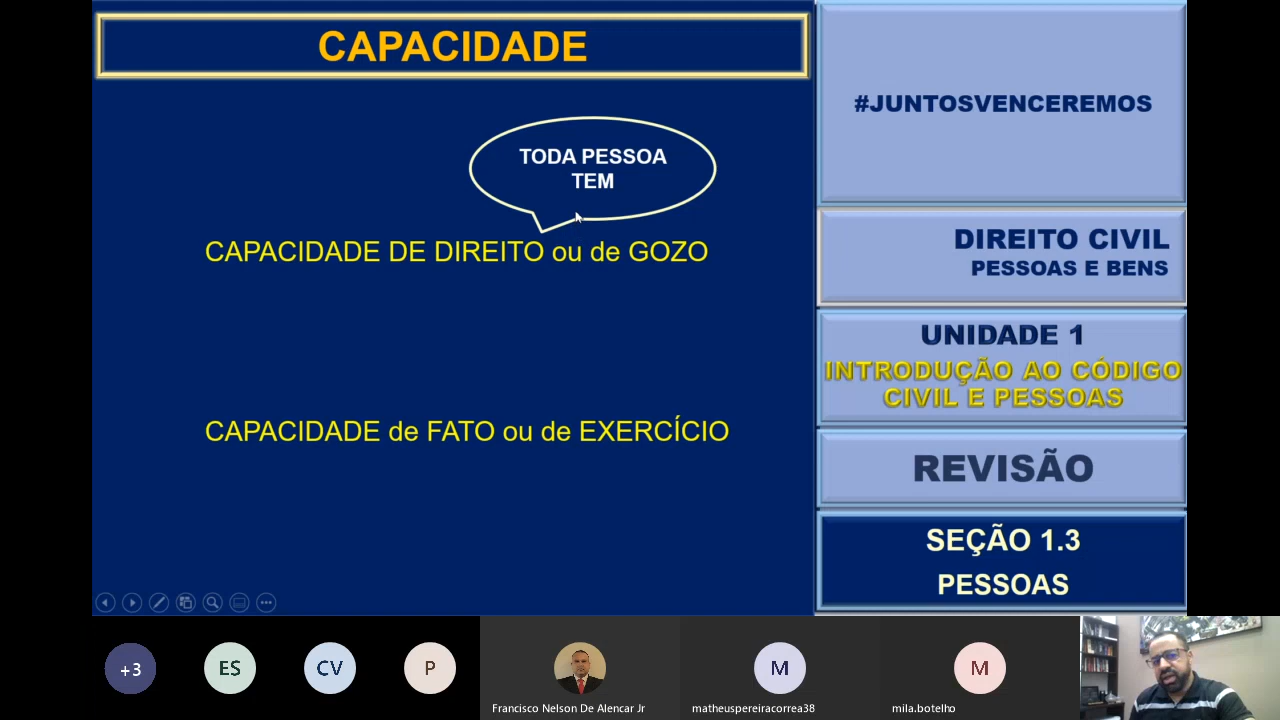 CAPACIDADE
TODA PESSOA
TEM
CAPACIDADE DE DIREITO ou de GOZO
CAPACIDADE de FATO ou de EXERCÍCIO
#JUNTOSVENCEREMOS
DIREITO CIVIL
PESSOAS E BENS
UNIDADE 1
INTRODUÇÃO AO CÓDIGO
CIVIL E PESSOAS
REVISÃO
SEÇÃO 1.3
PESSOAS
+3
ES
CV
P
Francisco Nelson De Alencar Jr
M
matheuspereiracorrea38
M
mila.botelho